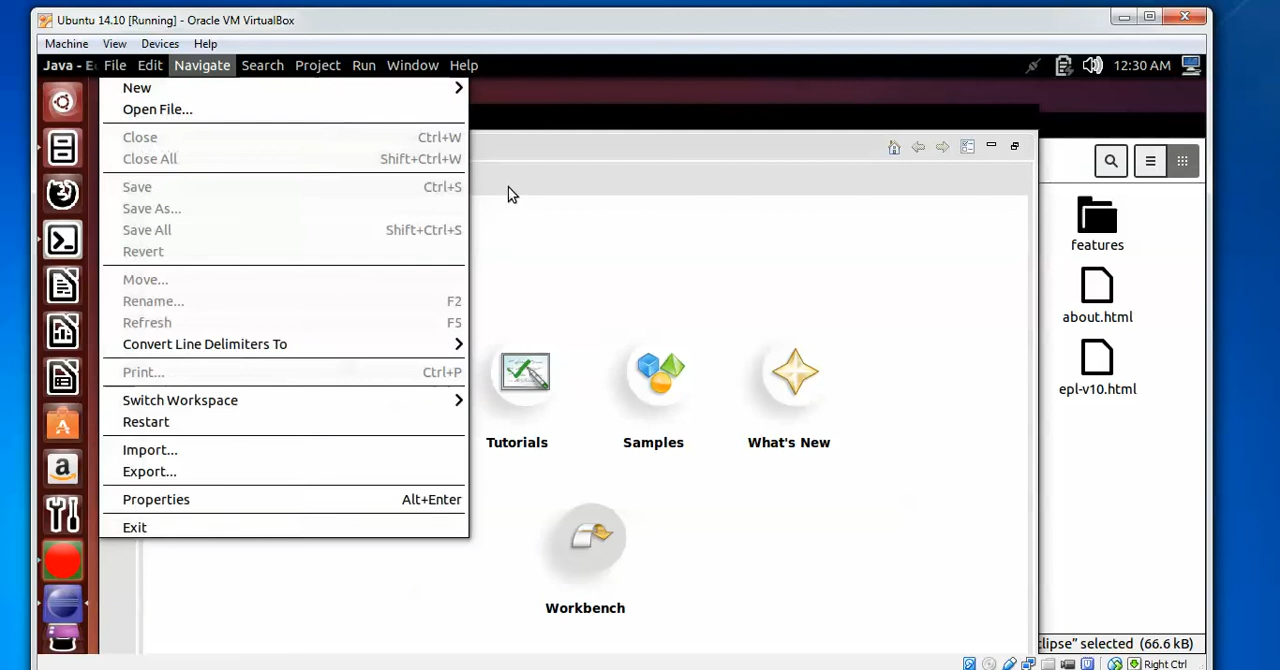 Ubuntu 14.10 [Running] - Oracle VM VirtualBox
Machine View Devices Help
Java - E File Edit Navigate Search Project Run Window Help 12:30 AM
New
Open File...
Close Ctrl+W
Close All Shift+Ctrl+W
Save Ctrl+S
Save As...
Save All Shift+Ctrl+S
Revert
Move...
Rename... F2
Refresh F5
Convert Line Delimiters To
Print... Ctrl+P
Switch Workspace
Restart
Import...
Export...
Properties Alt+Enter
Exit
Tutorials Samples What's New
Workbench
features
about.html
epl-v10.html
clipse” selected (66.6 kB)
Right Ctrl